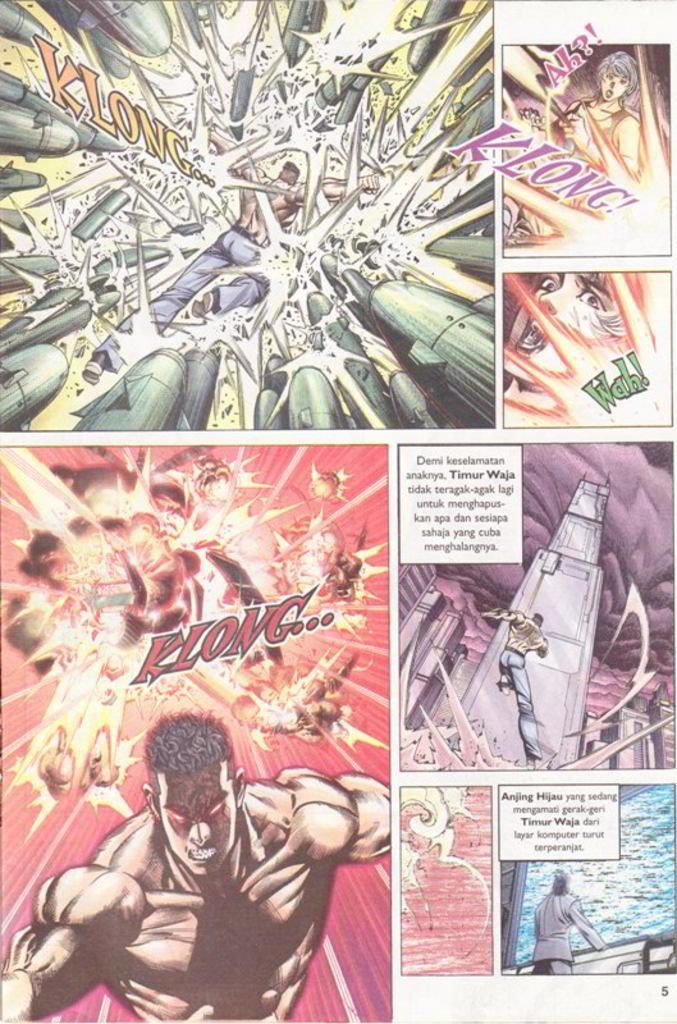 KLONG...
Ah?!
KLONG!
Wah!
KLONG...
Demi keselamatan
anaknya, Timur Waja
tidak teragak-agak lagi
untuk menghapus-
kan apa dan sesiapa
sahaja yang cuba
menghalangnya.
Anjing Hijau yang sedang
mengamati gerak-geri
Timur Waja dari
layar komputer turut
terperanjat.
5